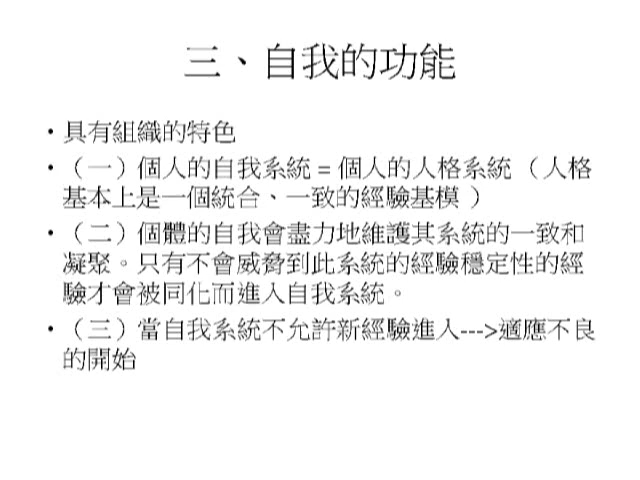 三、自我的功能
• 具有組織的特色
• （一）個人的自我系統 = 個人的人格系統 （人格
基本上是一個統合、一致的經驗基模 ）
• （二）個體的自我會盡力地維護其系統的一致和
凝聚。只有不會威脅到此系統的經驗穩定性的經
驗才會被同化而進入自我系統。
• （三）當自我系統不允許新經驗進入--->適應不良
的開始